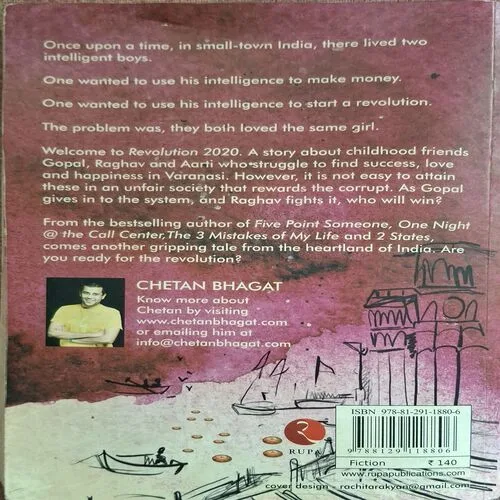 Once upon a time, in small-town India, there lived two
intelligent boys.
One wanted to use his intelligence to make money.
One wanted to use his intelligence to start a revolution.
The problem was, they both loved the same girl.
Welcome to Revolution 2020. A story about childhood friends
Gopal, Raghav and Aarti who struggle to find success, love
and happiness in Varanasi. However, it is not easy to attain
these in an unfair society that rewards the corrupt. As Gopal
gives in to the system, and Raghav fights it, who will win?
From the bestselling author of Five Point Someone, One Night
@ the Call Center,The 3 Mistakes of My Life and 2 States,
comes another gripping tale from the heartland of India. Are
you ready for the revolution?
CHETAN BHAGAT
Know more about
Chetan by visiting
www.chetanbhagat.com
or emailing him at
info@chetanbhagat.com
ISBN 978-81-291-1880-6
9 788129 118806
RUPA
Fiction ₹ 140
www.rupapublications.com
cover design - rachitarakyan@gmail.com